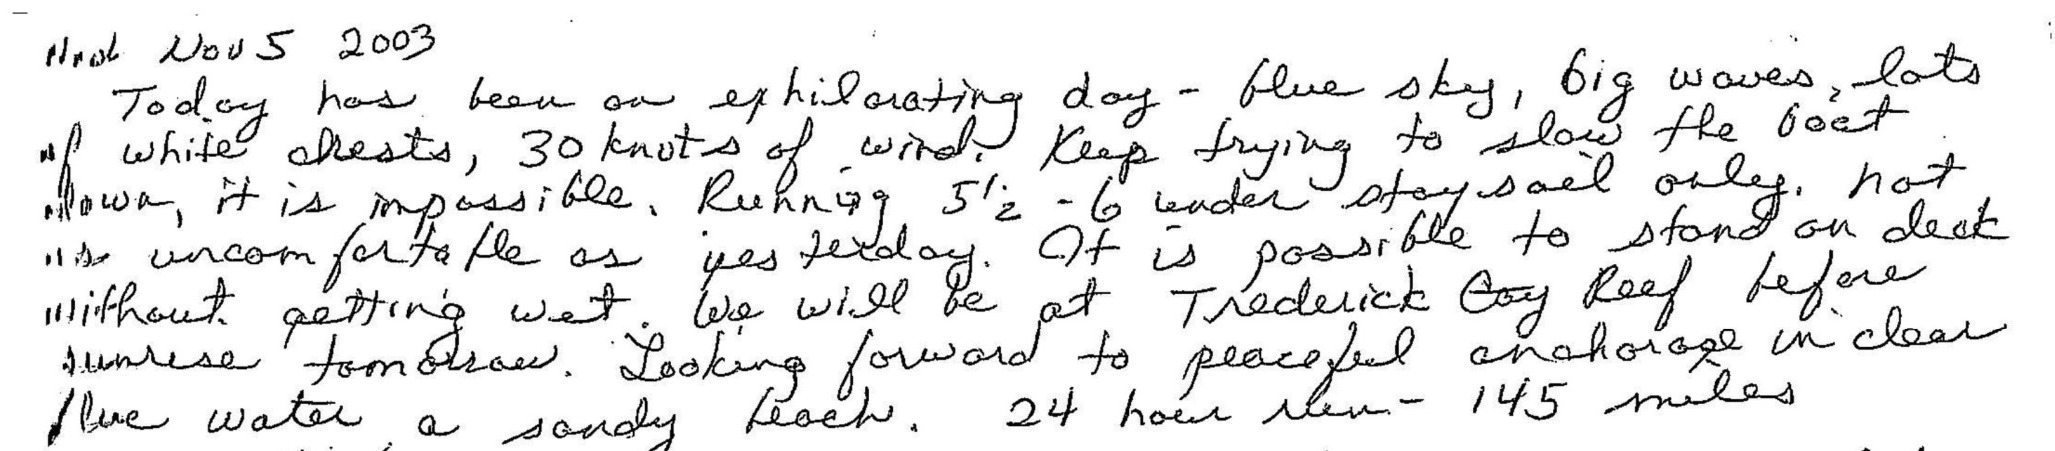 Wed Nov 5 2003
Today has been an exhilarating day - blue sky, big waves, lots
of white chests, 30 knots of wind. Keep trying to slow the boat
down, it is impossible. Running 5½ - 6 under staysail only. not
as uncomfortable as yesterday. It is possible to stand on deck
without getting wet. We will be at Frederick Cay Reef before
sunrise tomorrow. Looking forward to peaceful anchorage in clear
blue water, a sandy beach. 24 hour run - 145 miles